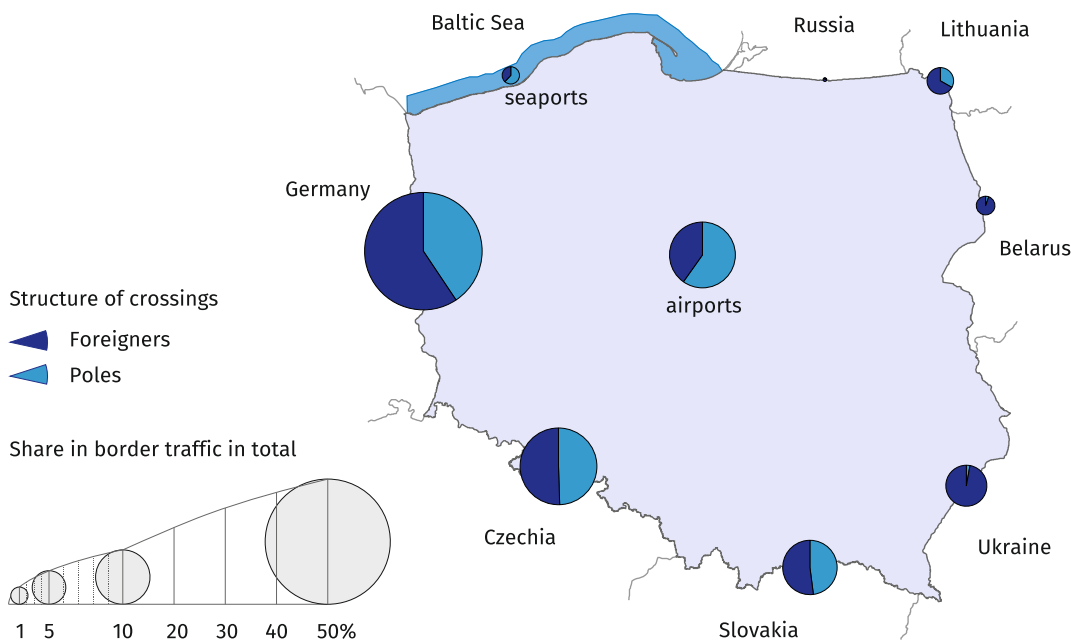 Baltic Sea
Russia
Lithuania
seaports
Germany
Belarus
airports
Structure of crossings
Foreigners
Poles
Share in border traffic in total
Czechia
Ukraine
Slovakia
1 5 10 20 30 40 50%